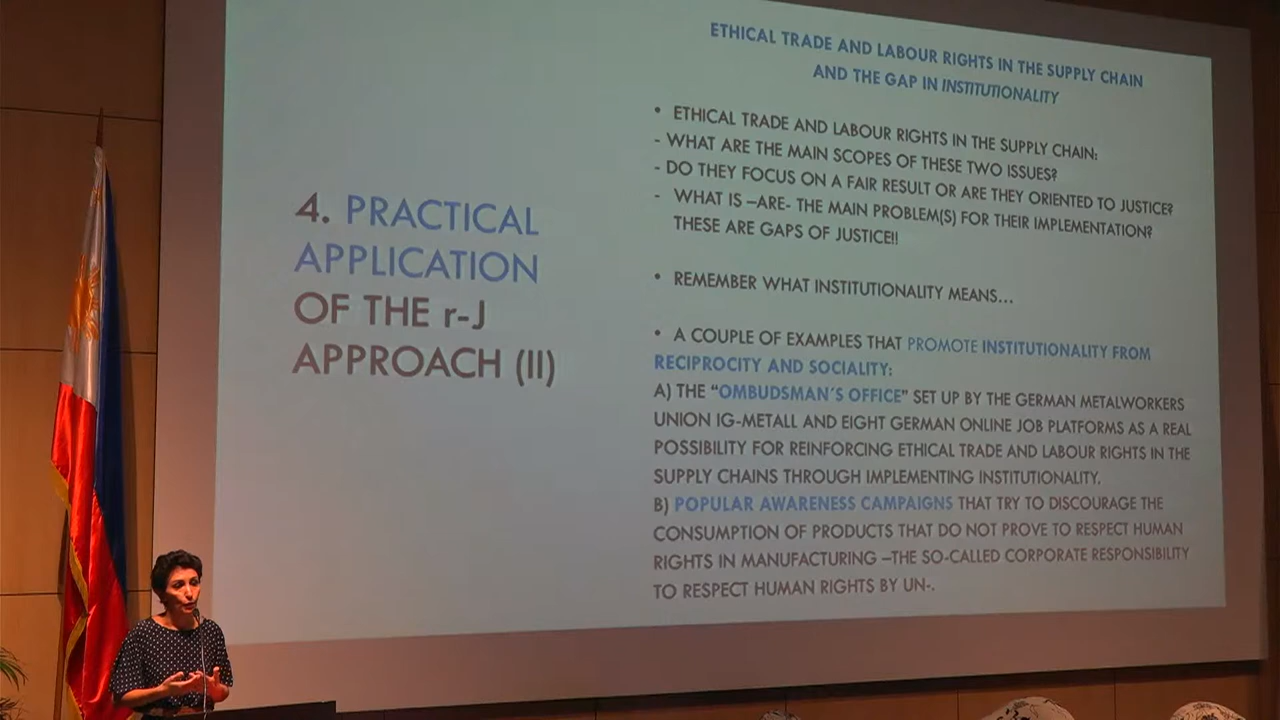 4. PRACTICAL
APPLICATION
OF THE r-J
APPROACH (II)
ETHICAL TRADE AND LABOUR RIGHTS IN THE SUPPLY CHAIN
AND THE GAP IN INSTITUTIONALITY
• ETHICAL TRADE AND LABOUR RIGHTS IN THE SUPPLY CHAIN:
- WHAT ARE THE MAIN SCOPES OF THESE TWO ISSUES?
- DO THEY FOCUS ON A FAIR RESULT OR ARE THEY ORIENTED TO JUSTICE?
- WHAT IS –ARE- THE MAIN PROBLEM(S) FOR THEIR IMPLEMENTATION?
THESE ARE GAPS OF JUSTICE!!
• REMEMBER WHAT INSTITUTIONALITY MEANS…
• A COUPLE OF EXAMPLES THAT PROMOTE INSTITUTIONALITY FROM
RECIPROCITY AND SOCIALITY:
A) THE “OMBUDSMAN´S OFFICE” SET UP BY THE GERMAN METALWORKERS
UNION IG-METALL AND EIGHT GERMAN ONLINE JOB PLATFORMS AS A REAL
POSSIBILITY FOR REINFORCING ETHICAL TRADE AND LABOUR RIGHTS IN THE
SUPPLY CHAINS THROUGH IMPLEMENTING INSTITUTIONALITY.
B) POPULAR AWARENESS CAMPAIGNS THAT TRY TO DISCOURAGE THE
CONSUMPTION OF PRODUCTS THAT DO NOT PROVE TO RESPECT HUMAN
RIGHTS IN MANUFACTURING –THE SO-CALLED CORPORATE RESPONSIBILITY
TO RESPECT HUMAN RIGHTS BY UN-.